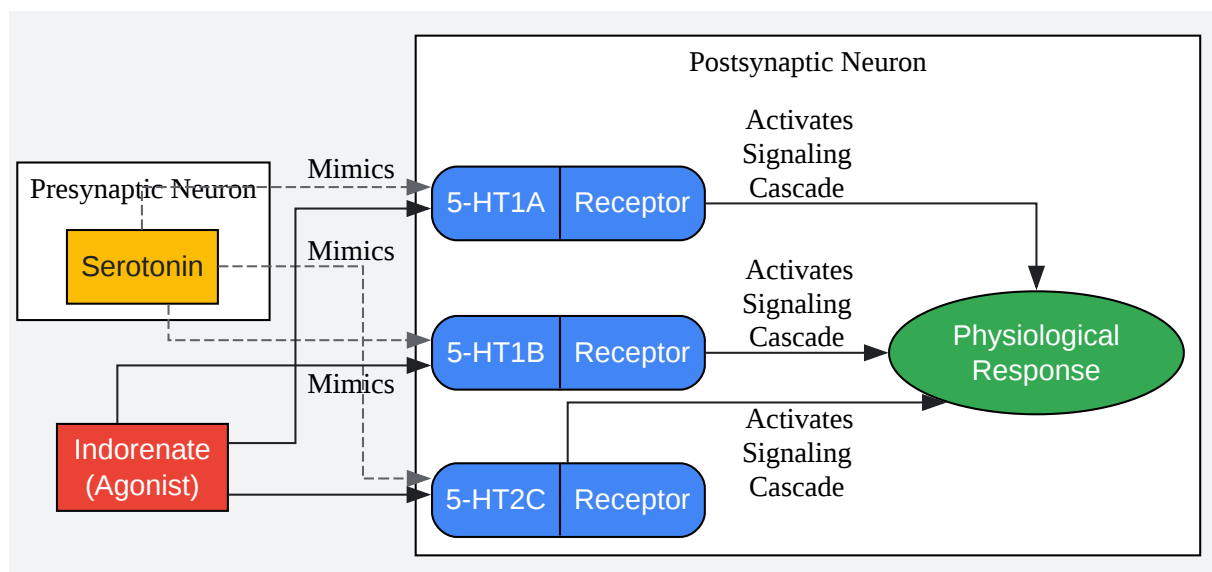 Postsynaptic Neuron
Activates
Signaling
Cascade
Mimics
Presynaptic Neuron
5-HT1A Receptor
Serotonin
Mimics
Activates
Signaling
Cascade
5-HT1B Receptor
Physiological
Response
Mimics
Indorenate
(Agonist)
Activates
Signaling
Cascade
5-HT2C Receptor